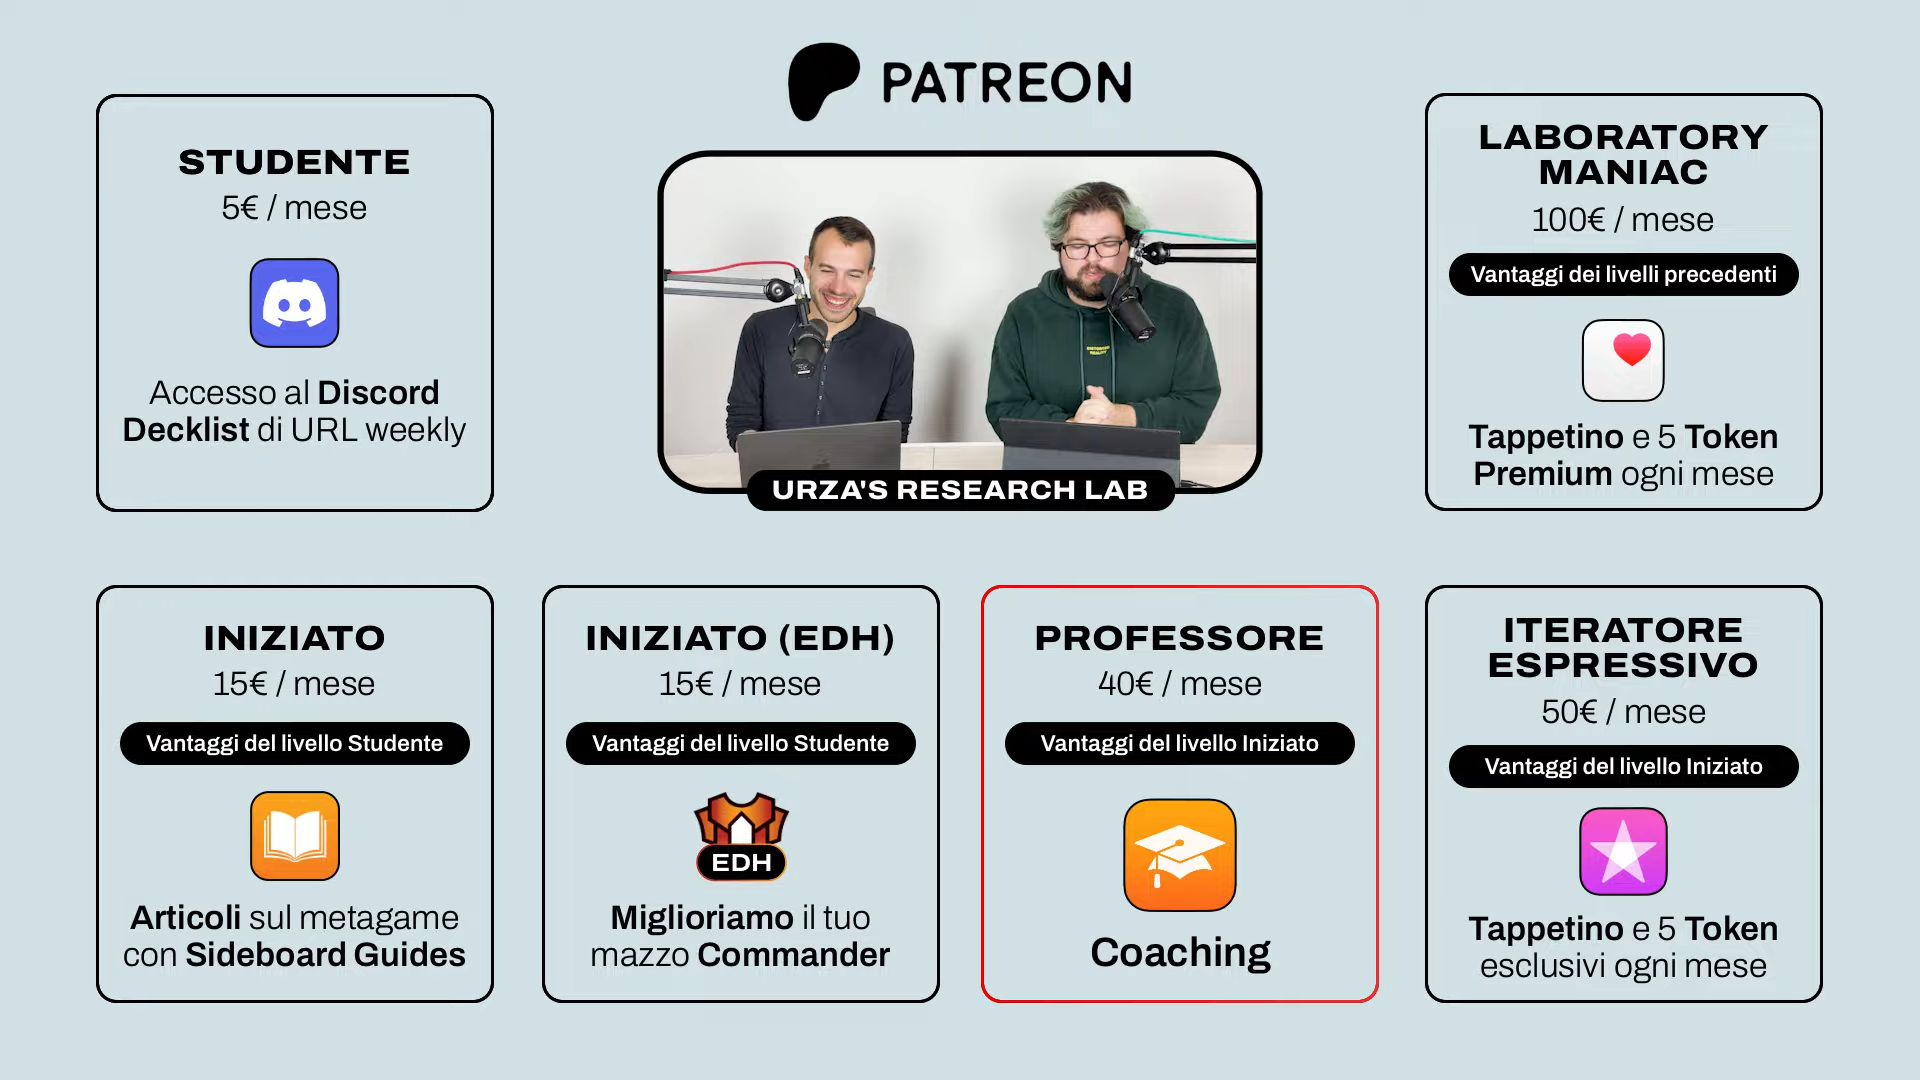 PATREON
STUDENTE
5€ / mese
Accesso al Discord
Decklist di URL weekly
URZA'S RESEARCH LAB
LABORATORY
MANIAC
100€ / mese
Vantaggi dei livelli precedenti
Tappetino e 5 Token
Premium ogni mese
INIZIATO
15€ / mese
Vantaggi del livello Studente
Articoli sul metagame
con Sideboard Guides
INIZIATO (EDH)
15€ / mese
Vantaggi del livello Studente
EDH
Miglioriamo il tuo
mazzo Commander
PROFESSORE
40€ / mese
Vantaggi del livello Iniziato
Coaching
ITERATORE
ESPRESSIVO
50€ / mese
Vantaggi del livello Iniziato
Tappetino e 5 Token
esclusivi ogni mese